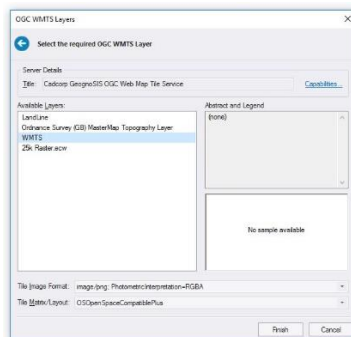 OGC WMTS Layers
Select the required OGC WMTS Layer
Server Details
Title: Cadcorp GeognoSIS OGC Web Map Tile Service
Capabilities...
Available Layers:
LandLine
Ordnance Survey (GB) MasterMap Topography Layer
WMTS
25k Raster.ecw
Abstract and Legend
(none)
No sample available
Tile Image Format: image/png; PhotometricInterpretation=RGBA
Tile Matrix/Layout: OSOpenSpaceCompatiblePlus
Finish Cancel